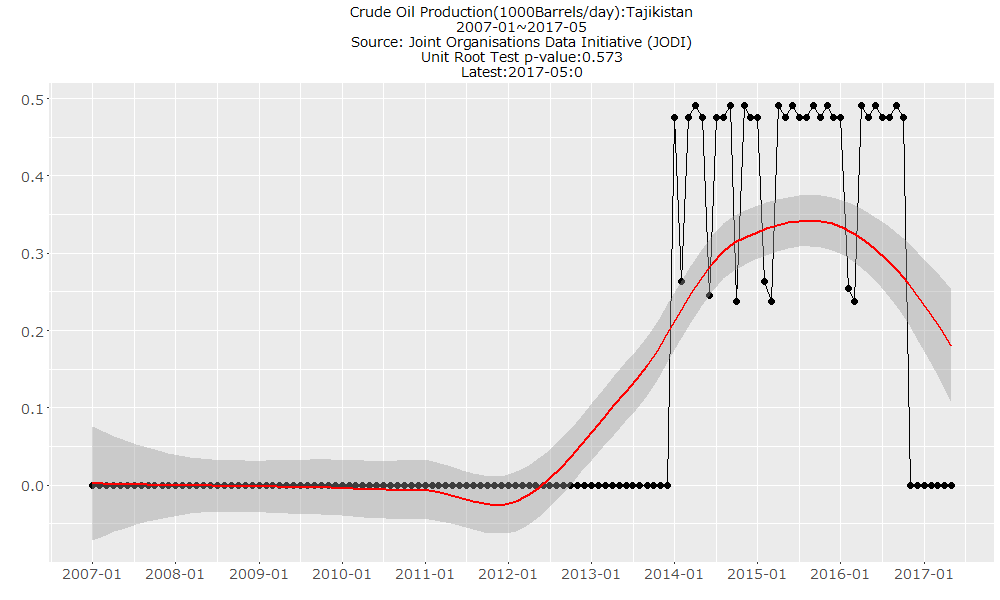 Crude Oil Production(1000Barrels/day):Tajikistan
2007-01~2017-05
Source: Joint Organisations Data Initiative (JODI)
Unit Root Test p-value:0.573
Latest:2017-05:0
0.5
0.4
0.3
0.2
0.1
0.0
2007-01 2008-01 2009-01 2010-01 2011-01 2012-01 2013-01 2014-01 2015-01 2016-01 2017-01